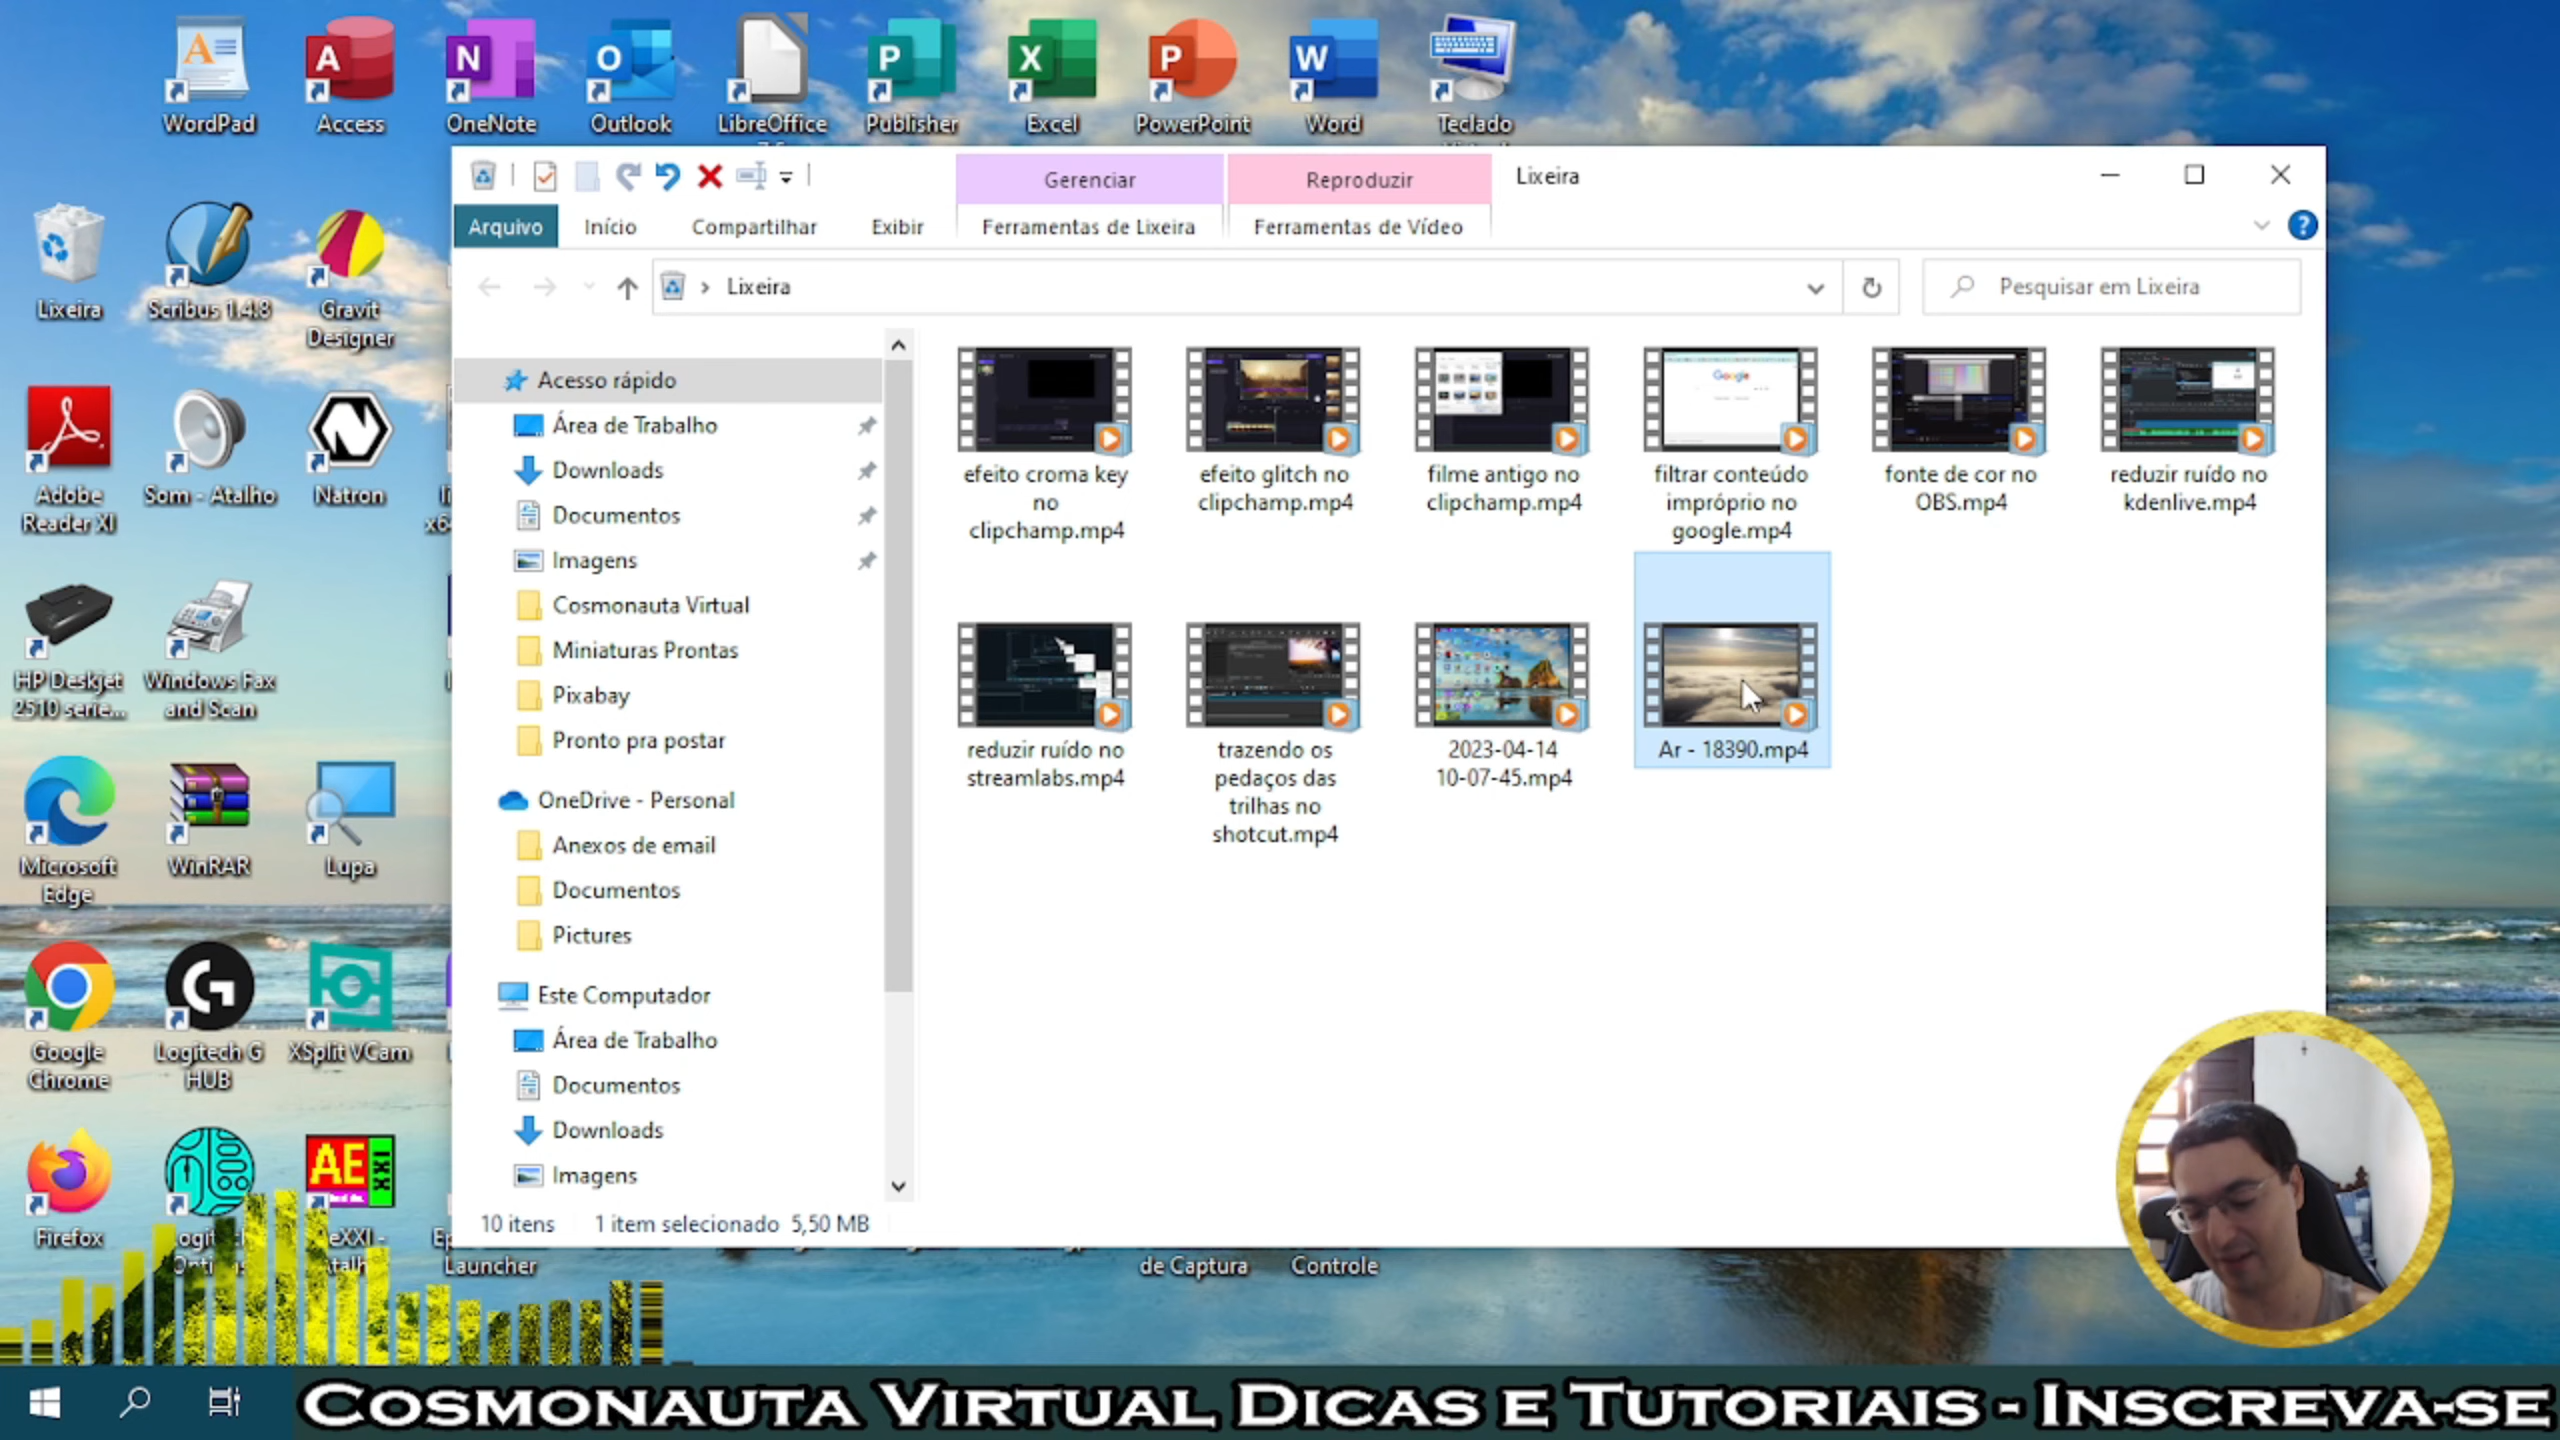 WordPad
Access
OneNote
Outlook
LibreOffice
Publisher
Excel
PowerPoint
Word
Teclado
Lixeira
Scribus 1.4.8
Gravit
Designer
Adobe
Reader XI
Som - Atalho
Natron
HP Deskjet
2510 serie...
Windows Fax
and Scan
Microsoft
Edge
WinRAR
Lupa
Google
Chrome
Logitech G
HUB
XSplit VCam
Firefox
Launcher
de Captura
Controle
Gerenciar
Reproduzir
Lixeira
Arquivo
Início
Compartilhar
Exibir
Ferramentas de Lixeira
Ferramentas de Vídeo
Lixeira
Pesquisar em Lixeira
Acesso rápido
Área de Trabalho
Downloads
Documentos
Imagens
Cosmonauta Virtual
Miniaturas Prontas
Pixabay
Pronto pra postar
OneDrive - Personal
Anexos de email
Documentos
Pictures
Este Computador
Área de Trabalho
Documentos
Downloads
Imagens
efeito croma key
no
clipchamp.mp4
efeito glitch no
clipchamp.mp4
filme antigo no
clipchamp.mp4
Google
filtrar conteúdo
impróprio no
google.mp4
fonte de cor no
OBS.mp4
reduzir ruído no
kdenlive.mp4
reduzir ruído no
streamlabs.mp4
trazendo os
pedaços das
trilhas no
shotcut.mp4
2023-04-14
10-07-45.mp4
Ar - 18390.mp4
10 itens
1 item selecionado 5,50 MB
Cosmonauta Virtual Dicas e Tutoriais - Inscreva-se